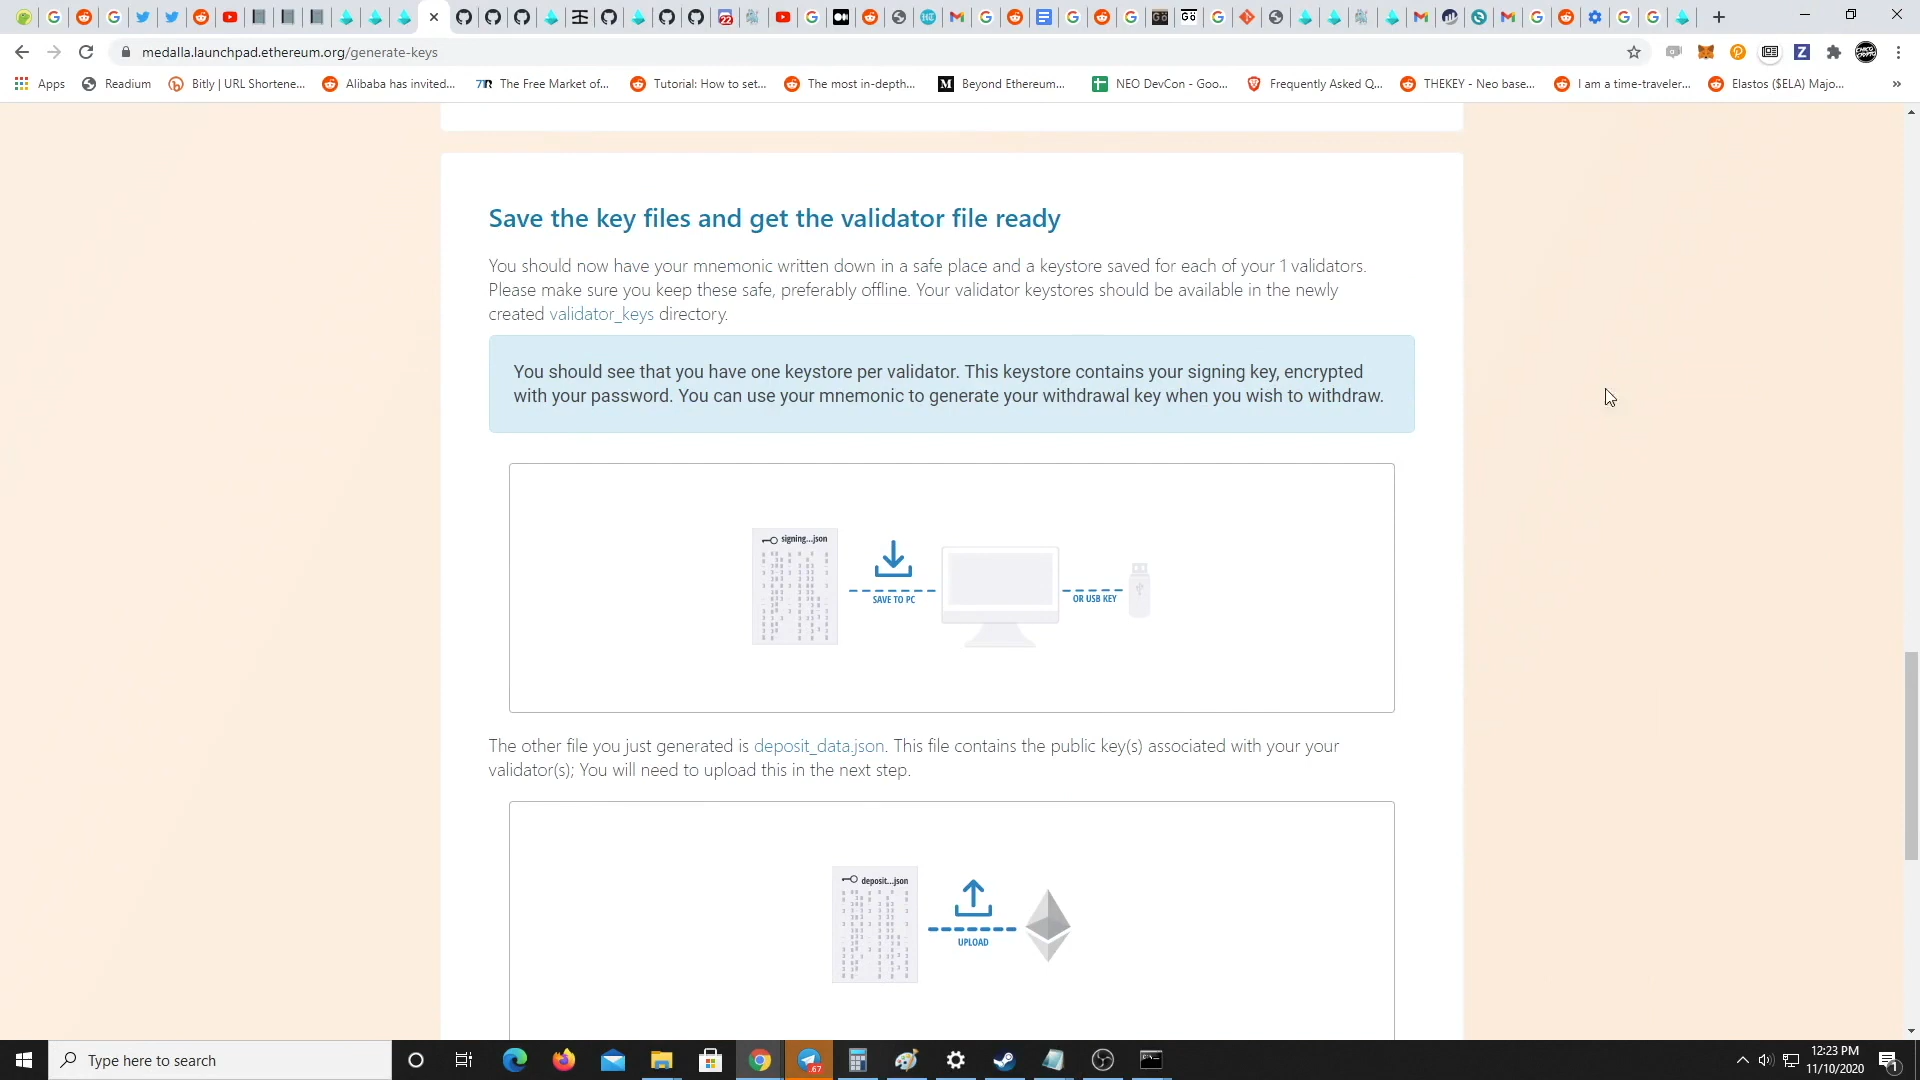 medalla.launchpad.ethereum.org/generate-keys
Apps
Readium
Bitly | URL Shortene...
Alibaba has invited...
The Free Market of...
Tutorial: How to set...
The most in-depth...
Beyond Ethereum...
NEO DevCon - Goo...
Frequently Asked Q...
THEKEY - Neo base...
I am a time-traveler...
Elastos ($ELA) Majo...
Save the key files and get the validator file ready
You should now have your mnemonic written down in a safe place and a keystore saved for each of your 1 validators.
Please make sure you keep these safe, preferably offline. Your validator keystores should be available in the newly
created validator_keys directory.
You should see that you have one keystore per validator. This keystore contains your signing key, encrypted
with your password. You can use your mnemonic to generate your withdrawal key when you wish to withdraw.
signing...json
SAVE TO PC
OR USB KEY
The other file you just generated is deposit_data.json. This file contains the public key(s) associated with your your
validator(s); You will need to upload this in the next step.
deposit...json
UPLOAD
Type here to search
12:23 PM
11/10/2020